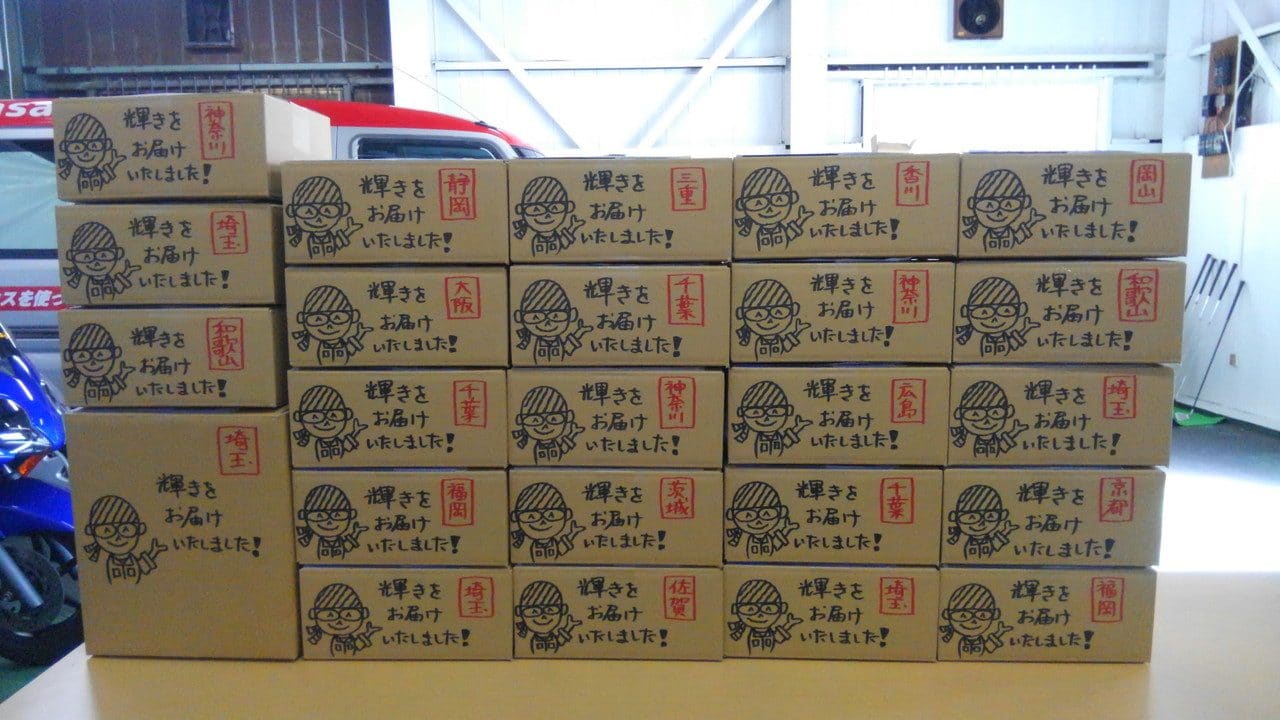 輝きを
お届け
いたしました!
神奈川
輝きを
お届け
いたしました!
埼玉
輝きを
お届け
いたしました!
和歌山
輝きを
お届け
いたしました!
埼玉
輝きを
お届け
いたしました!
静岡
輝きを
お届け
いたしました!
大阪
輝きを
お届け
いたしました!
千葉
輝きを
お届け
いたしました!
福岡
輝きを
お届け
いたしました!
埼玉
輝きを
お届け
いたしました!
三重
輝きを
お届け
いたしました!
千葉
輝きを
お届け
いたしました!
神奈川
輝きを
お届け
いたしました!
茨城
輝きを
お届け
いたしました!
佐賀
輝きを
お届け
いたしました!
香川
輝きを
お届け
いたしました!
神奈川
輝きを
お届け
いたしました!
広島
輝きを
お届け
いたしました!
千葉
輝きを
お届け
いたしました!
埼玉
輝きを
お届け
いたしました!
岡山
輝きを
お届け
いたしました!
和歌山
輝きを
お届け
いたしました!
埼玉
輝きを
お届け
いたしました!
京都
輝きを
お届け
いたしました!
福岡
スを使っ